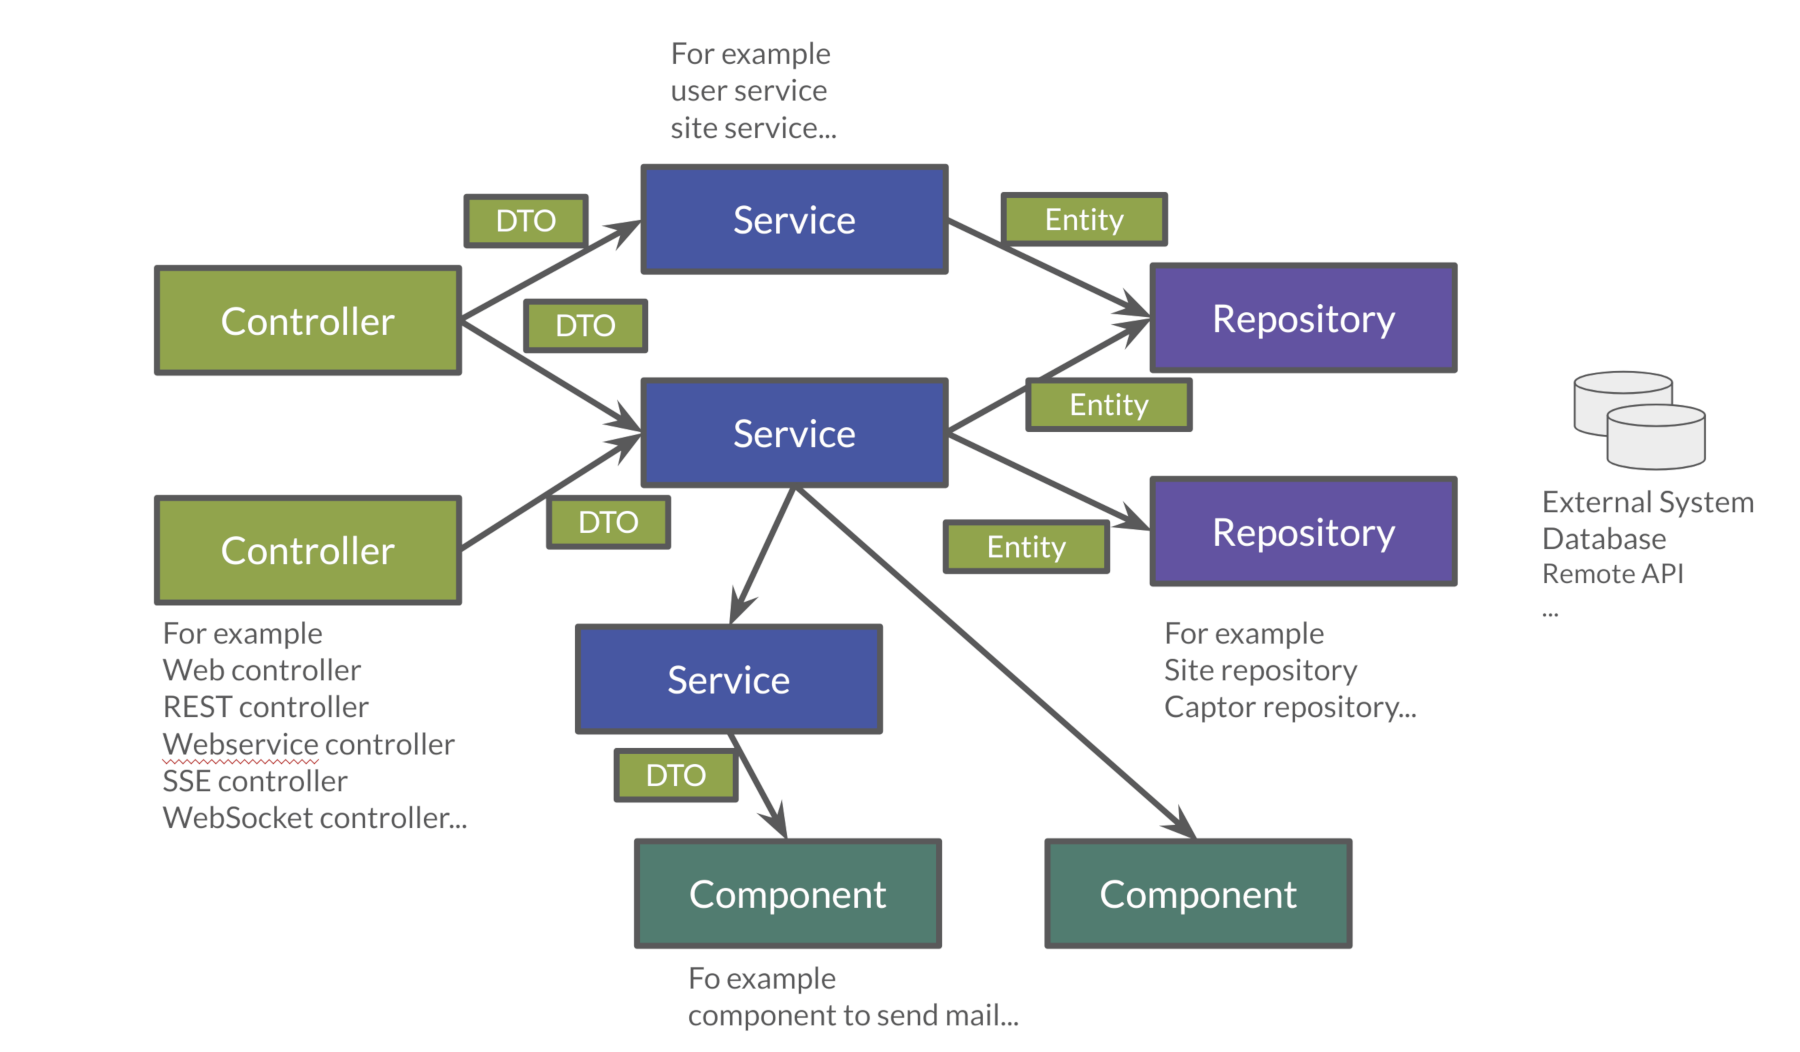 For example
user service
site service...
DTO
Service
Entity
Controller
DTO
Repository
Service
Entity
Controller
DTO
Entity
Repository
External System
Database
Remote API
...
For example
Web controller
REST controller
Webservice controller
SSE controller
WebSocket controller...
Service
For example
Site repository
Captor repository...
DTO
Component
Component
Fo example
component to send mail...